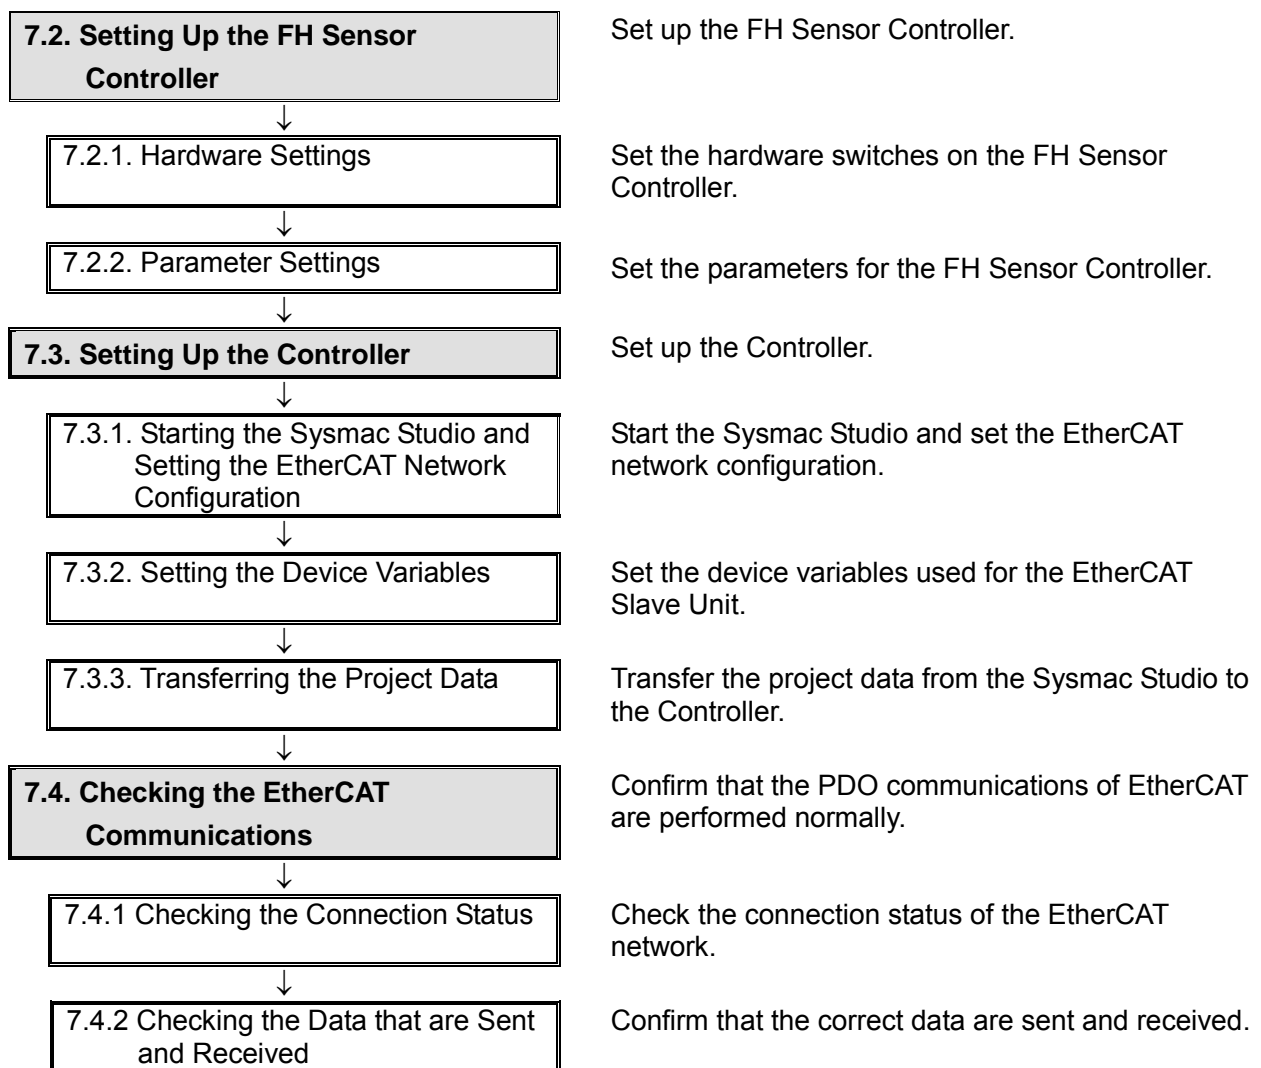 7.2. Setting Up the FH Sensor
Controller
Set up the FH Sensor Controller.
↓
7.2.1. Hardware Settings
Set the hardware switches on the FH Sensor
Controller.
↓
7.2.2. Parameter Settings
Set the parameters for the FH Sensor Controller.
↓
7.3. Setting Up the Controller
Set up the Controller.
↓
7.3.1. Starting the Sysmac Studio and
Setting the EtherCAT Network
Configuration
Start the Sysmac Studio and set the EtherCAT
network configuration.
↓
7.3.2. Setting the Device Variables
Set the device variables used for the EtherCAT
Slave Unit.
↓
7.3.3. Transferring the Project Data
Transfer the project data from the Sysmac Studio to
the Controller.
↓
7.4. Checking the EtherCAT
Communications
Confirm that the PDO communications of EtherCAT
are performed normally.
↓
7.4.1 Checking the Connection Status
Check the connection status of the EtherCAT
network.
↓
7.4.2 Checking the Data that are Sent
and Received
Confirm that the correct data are sent and received.